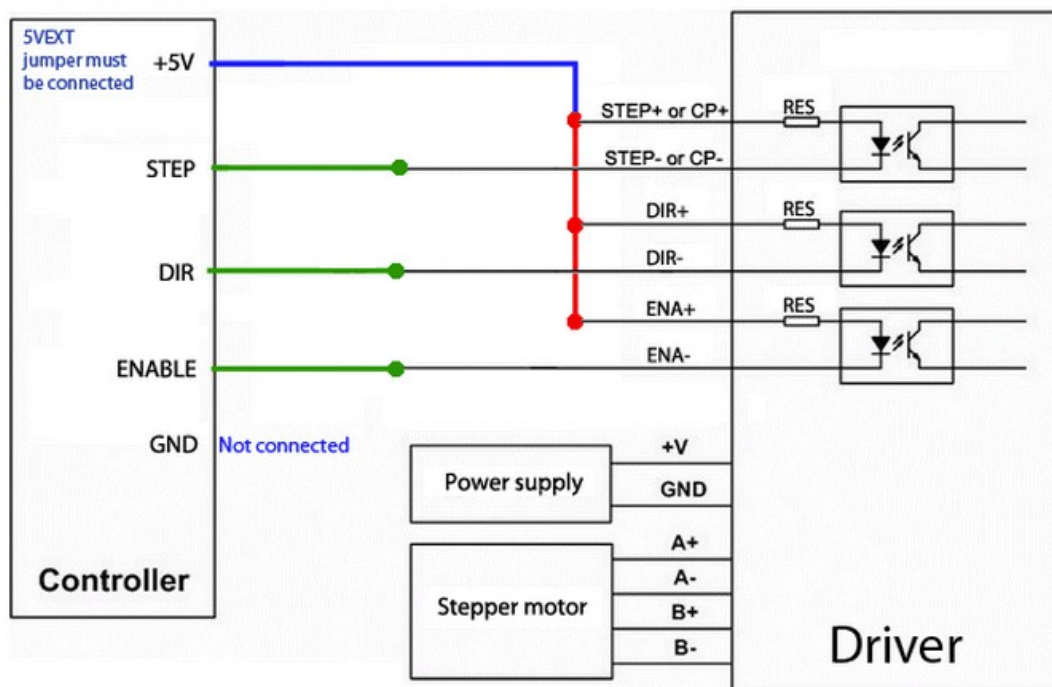 5VEXT
jumper must
be connected
+5V
STEP
DIR
ENABLE
GND
Not connected
Controller
STEP+ or CP+
STEP- or CP-
DIR+
DIR-
ENA+
ENA-
RES
RES
RES
Power supply
+V
GND
Stepper motor
A+
A-
B+
B-
Driver